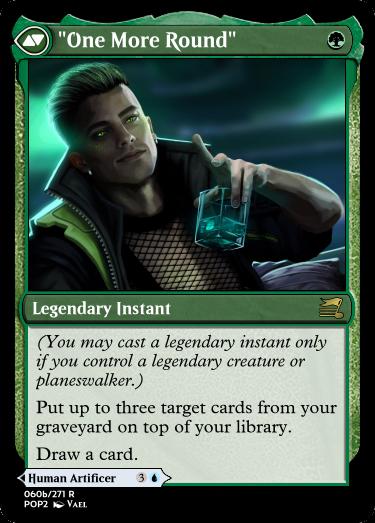 "One More Round"
Legendary Instant
(You may cast a legendary instant only
if you control a legendary creature or
planeswalker.)
Put up to three target cards from your
graveyard on top of your library.
Draw a card.
Human Artificer 3
060b/271 R
POP2 Vael